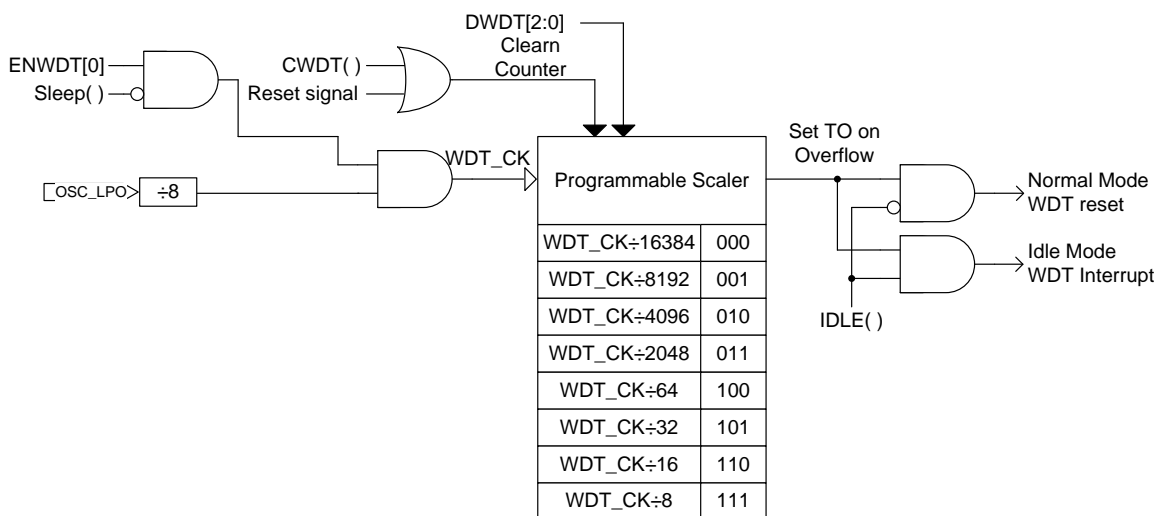 DWDT[2:0]
Clearn
Counter
ENWDT[0]
Sleep( )
CWDT( )
Reset signal
OSC_LPO
÷8
WDT_CK
Programmable Scaler
Set TO on
Overflow
Normal Mode
WDT reset
Idle Mode
WDT Interrupt
IDLE( )
WDT_CK÷16384 000
WDT_CK÷8192 001
WDT_CK÷4096 010
WDT_CK÷2048 011
WDT_CK÷64 100
WDT_CK÷32 101
WDT_CK÷16 110
WDT_CK÷8 111